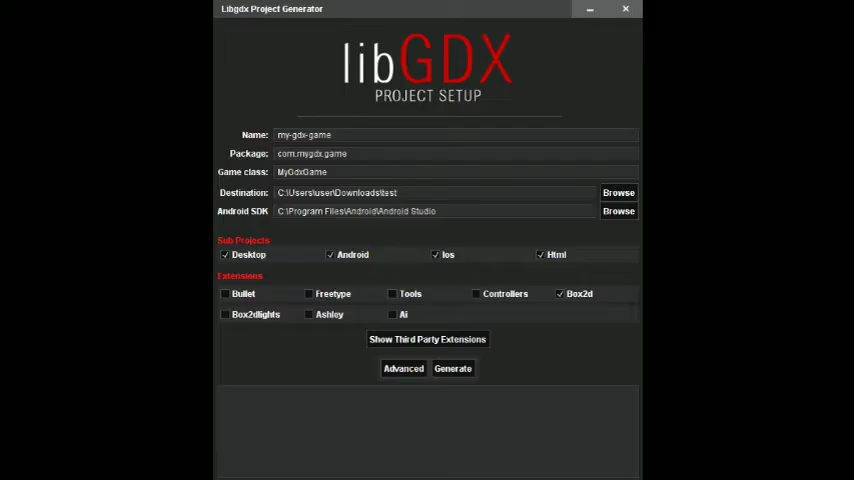 Libgdx Project Generator
libGDX
PROJECT SETUP
Name: my-gdx-game
Package: com.mygdx.game
Game class: MyGdxGame
Destination: C:\Users\user\Downloads\test Browse
Android SDK C:\Program Files\Android\Android Studio Browse
Sub Projects
Desktop Android Ios Html
Extensions
Bullet Freetype Tools Controllers Box2d
Box2dlights Ashley Ai
Show Third Party Extensions
Advanced Generate